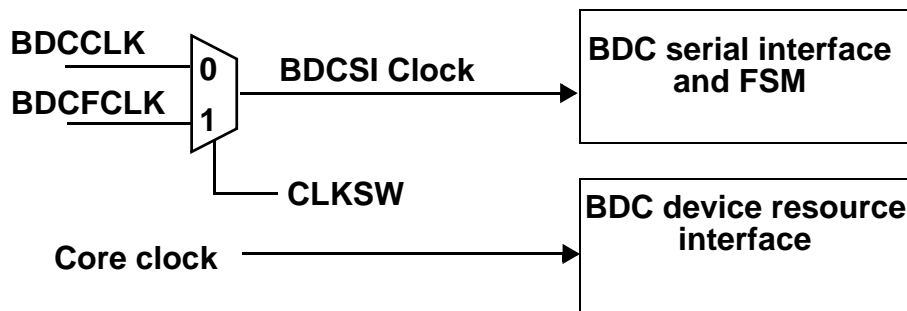 BDCCLK
0
BDCFCLK
1
BDCSI Clock
BDC serial interface
and FSM
CLKSW
BDC device resource
interface
Core clock